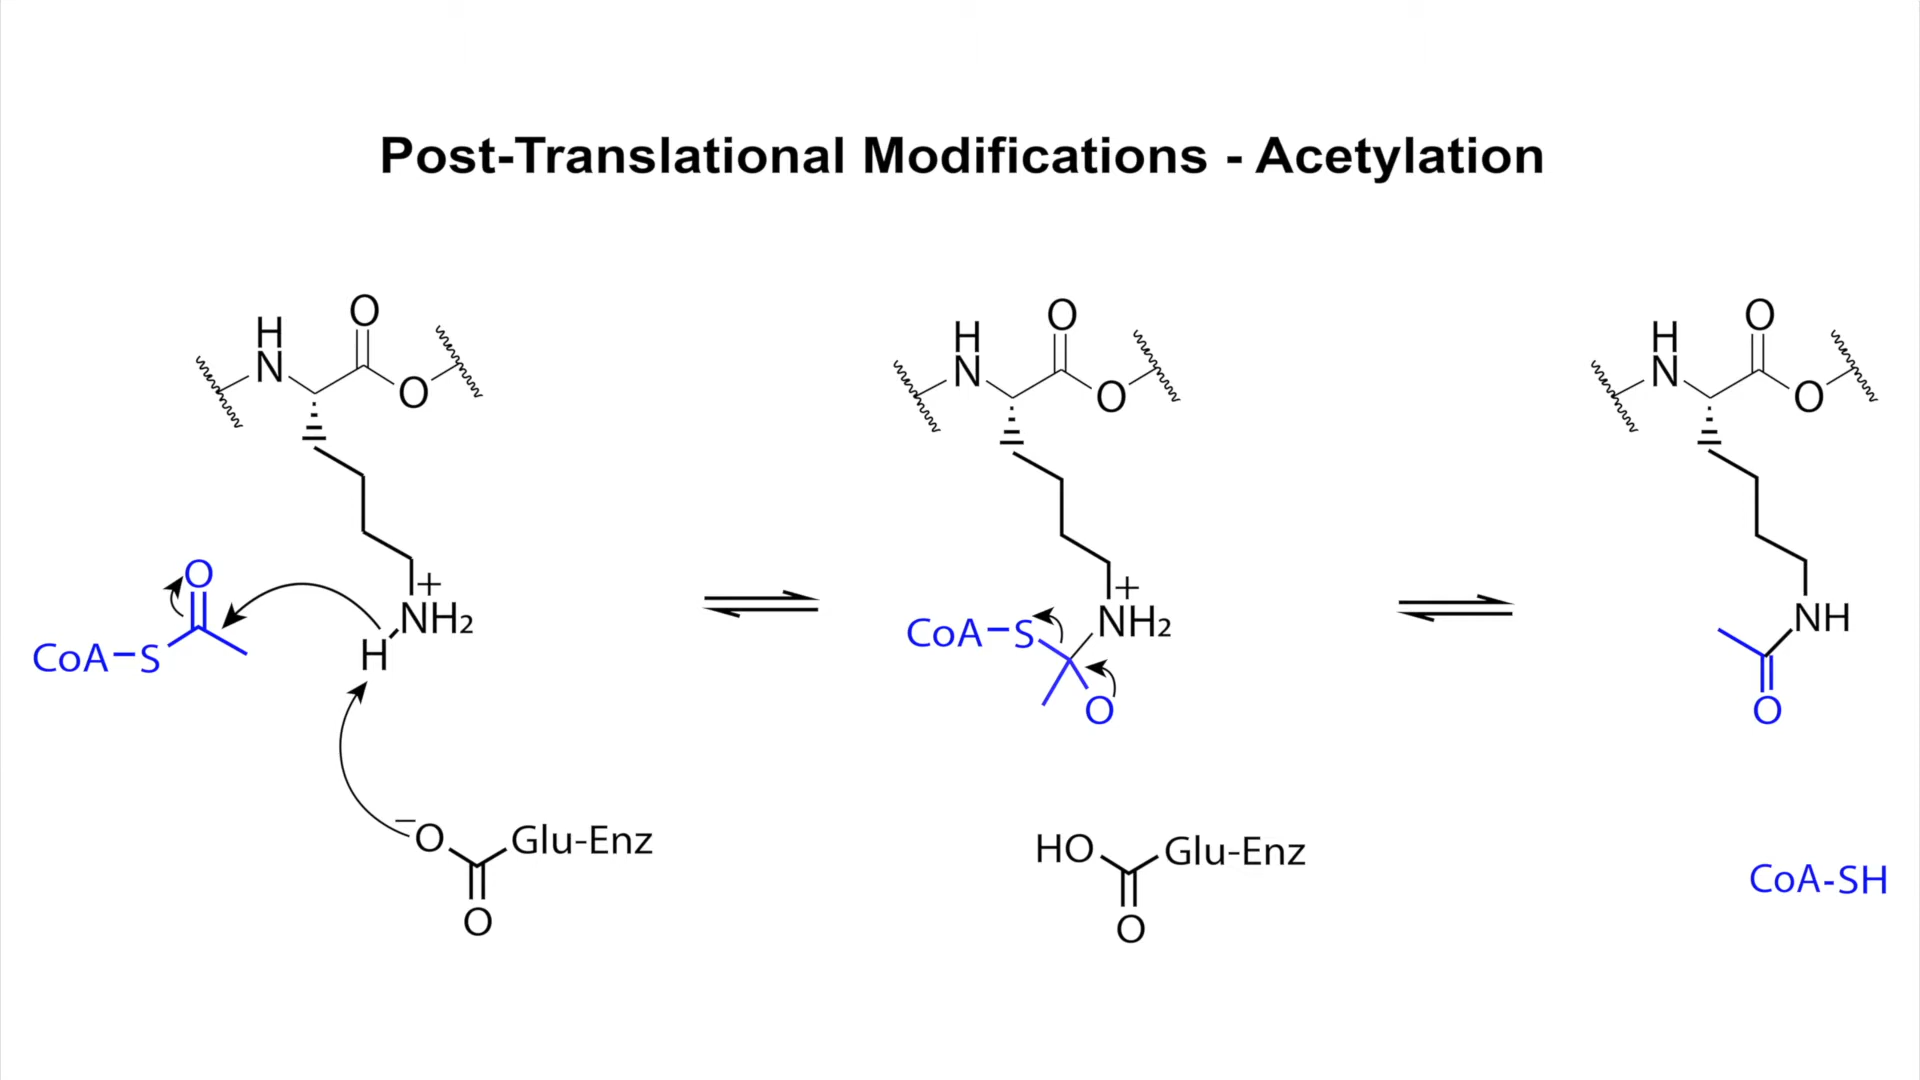 Post-Translational Modifications - Acetylation
H
N
O
O
H
N
O
O
H
N
O
O
O
CoA-S
+
NH₂
H
CoA-S
+
NH₂
O
NH
O
⁻O
Glu-Enz
O
HO
Glu-Enz
O
CoA-SH